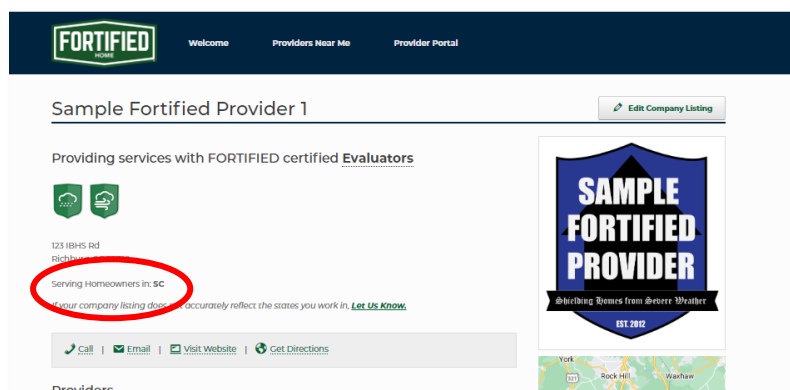 FORTIFIED
HOME
Welcome Providers Near Me Provider Portal
Sample Fortified Provider 1
Edit Company Listing
Providing services with FORTIFIED certified Evaluators
123 IBHS Rd
Serving Homeowners in: SC
If your company listing does accurately reflect the states you work in, Let Us Know.
Call | Email | Visit Website | Get Directions
Providers
SAMPLE
FORTIFIED
PROVIDER
Shielding Homes from Severe Weather
EST. 2012
York
321
Rock Hill
Waxhaw